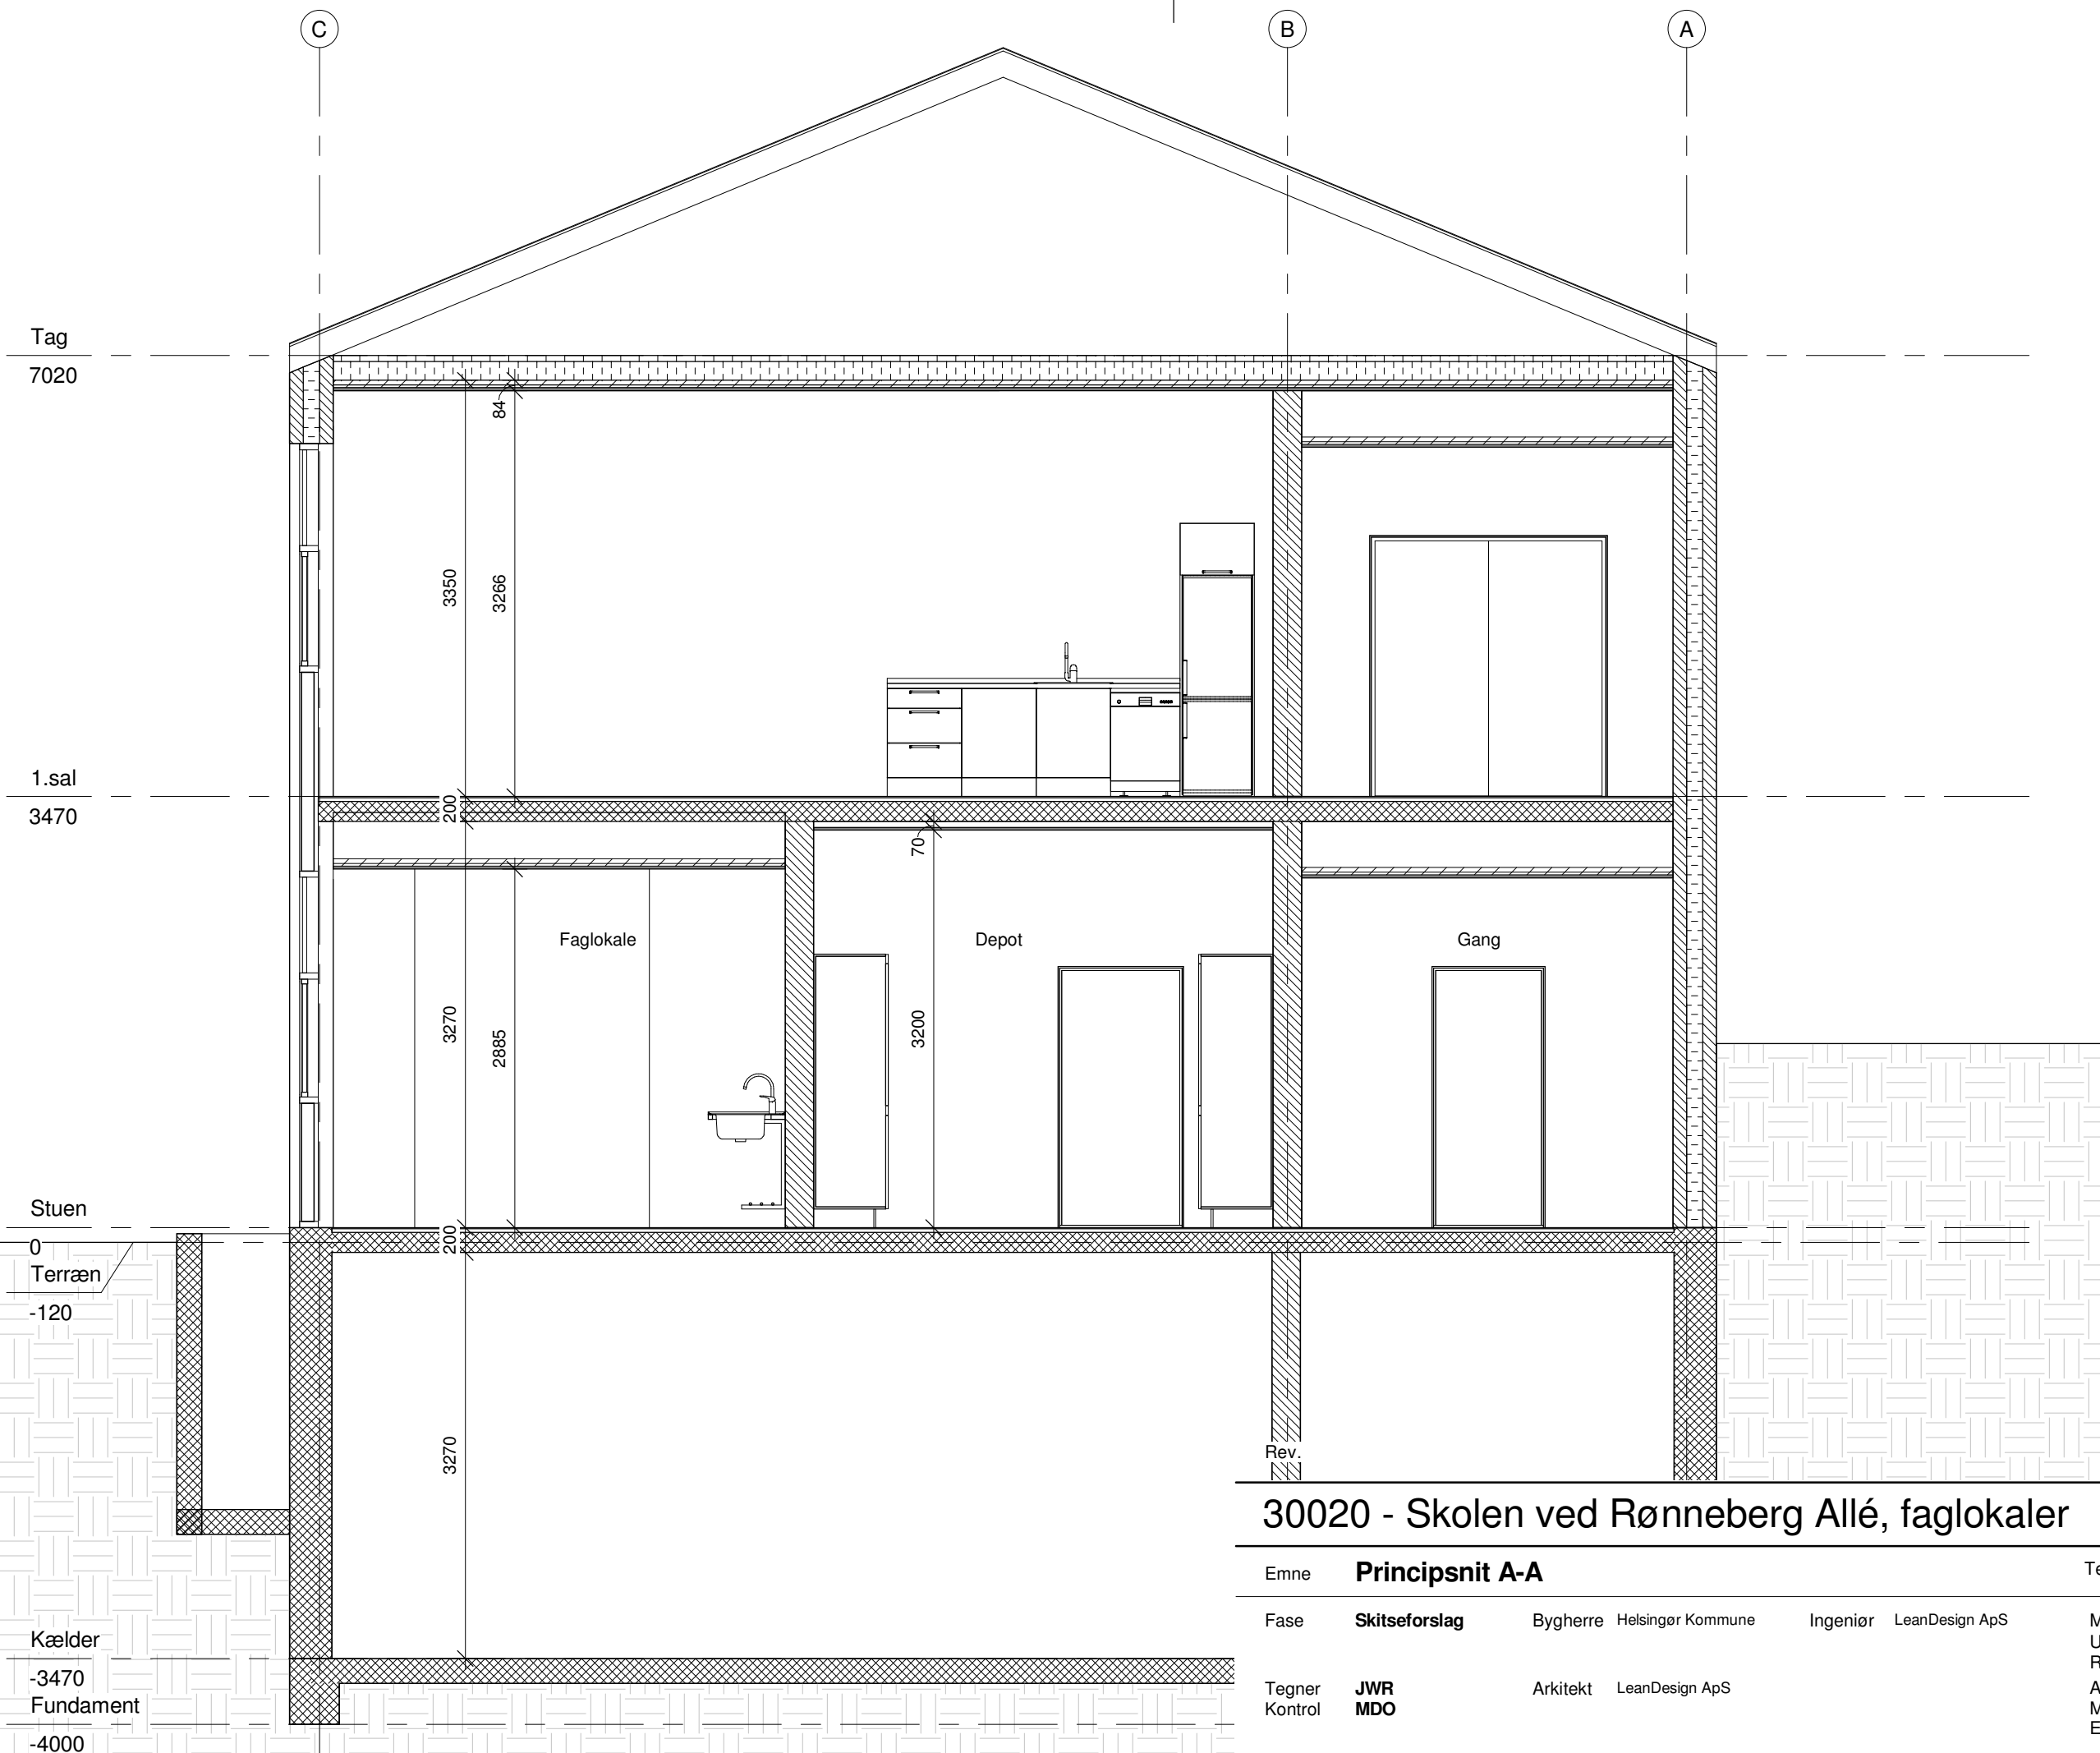 C
B
A
Tag
7020
84
3350
3266
1.sal
3470
200
70
Faglokale
Depot
Gang
3270
2885
3200
Stuen
0
200
Terræn
-120
3270
Rev.
30020 - Skolen ved Rønneberg Allé, faglokaler
Emne Principsnit A-A
Fase Skitseforslag Bygherre Helsingør Kommune Ingeniør LeanDesign ApS
Kælder
-3470
Tegner JWR Arkitekt LeanDesign ApS
Kontrol MDO
Fundament
-4000